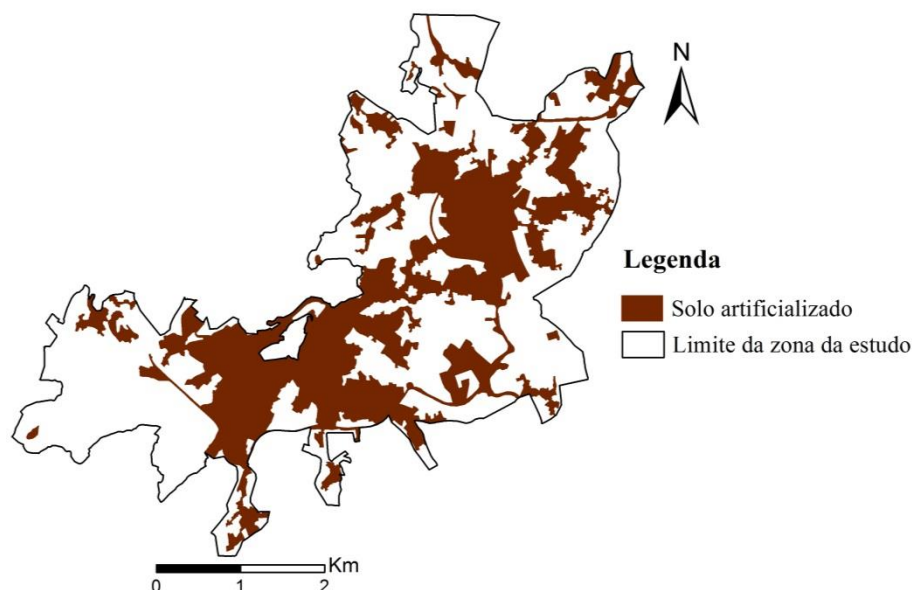 N
Legenda
Solo artificializado
Limite da zona da estudo
Km
0 1 2